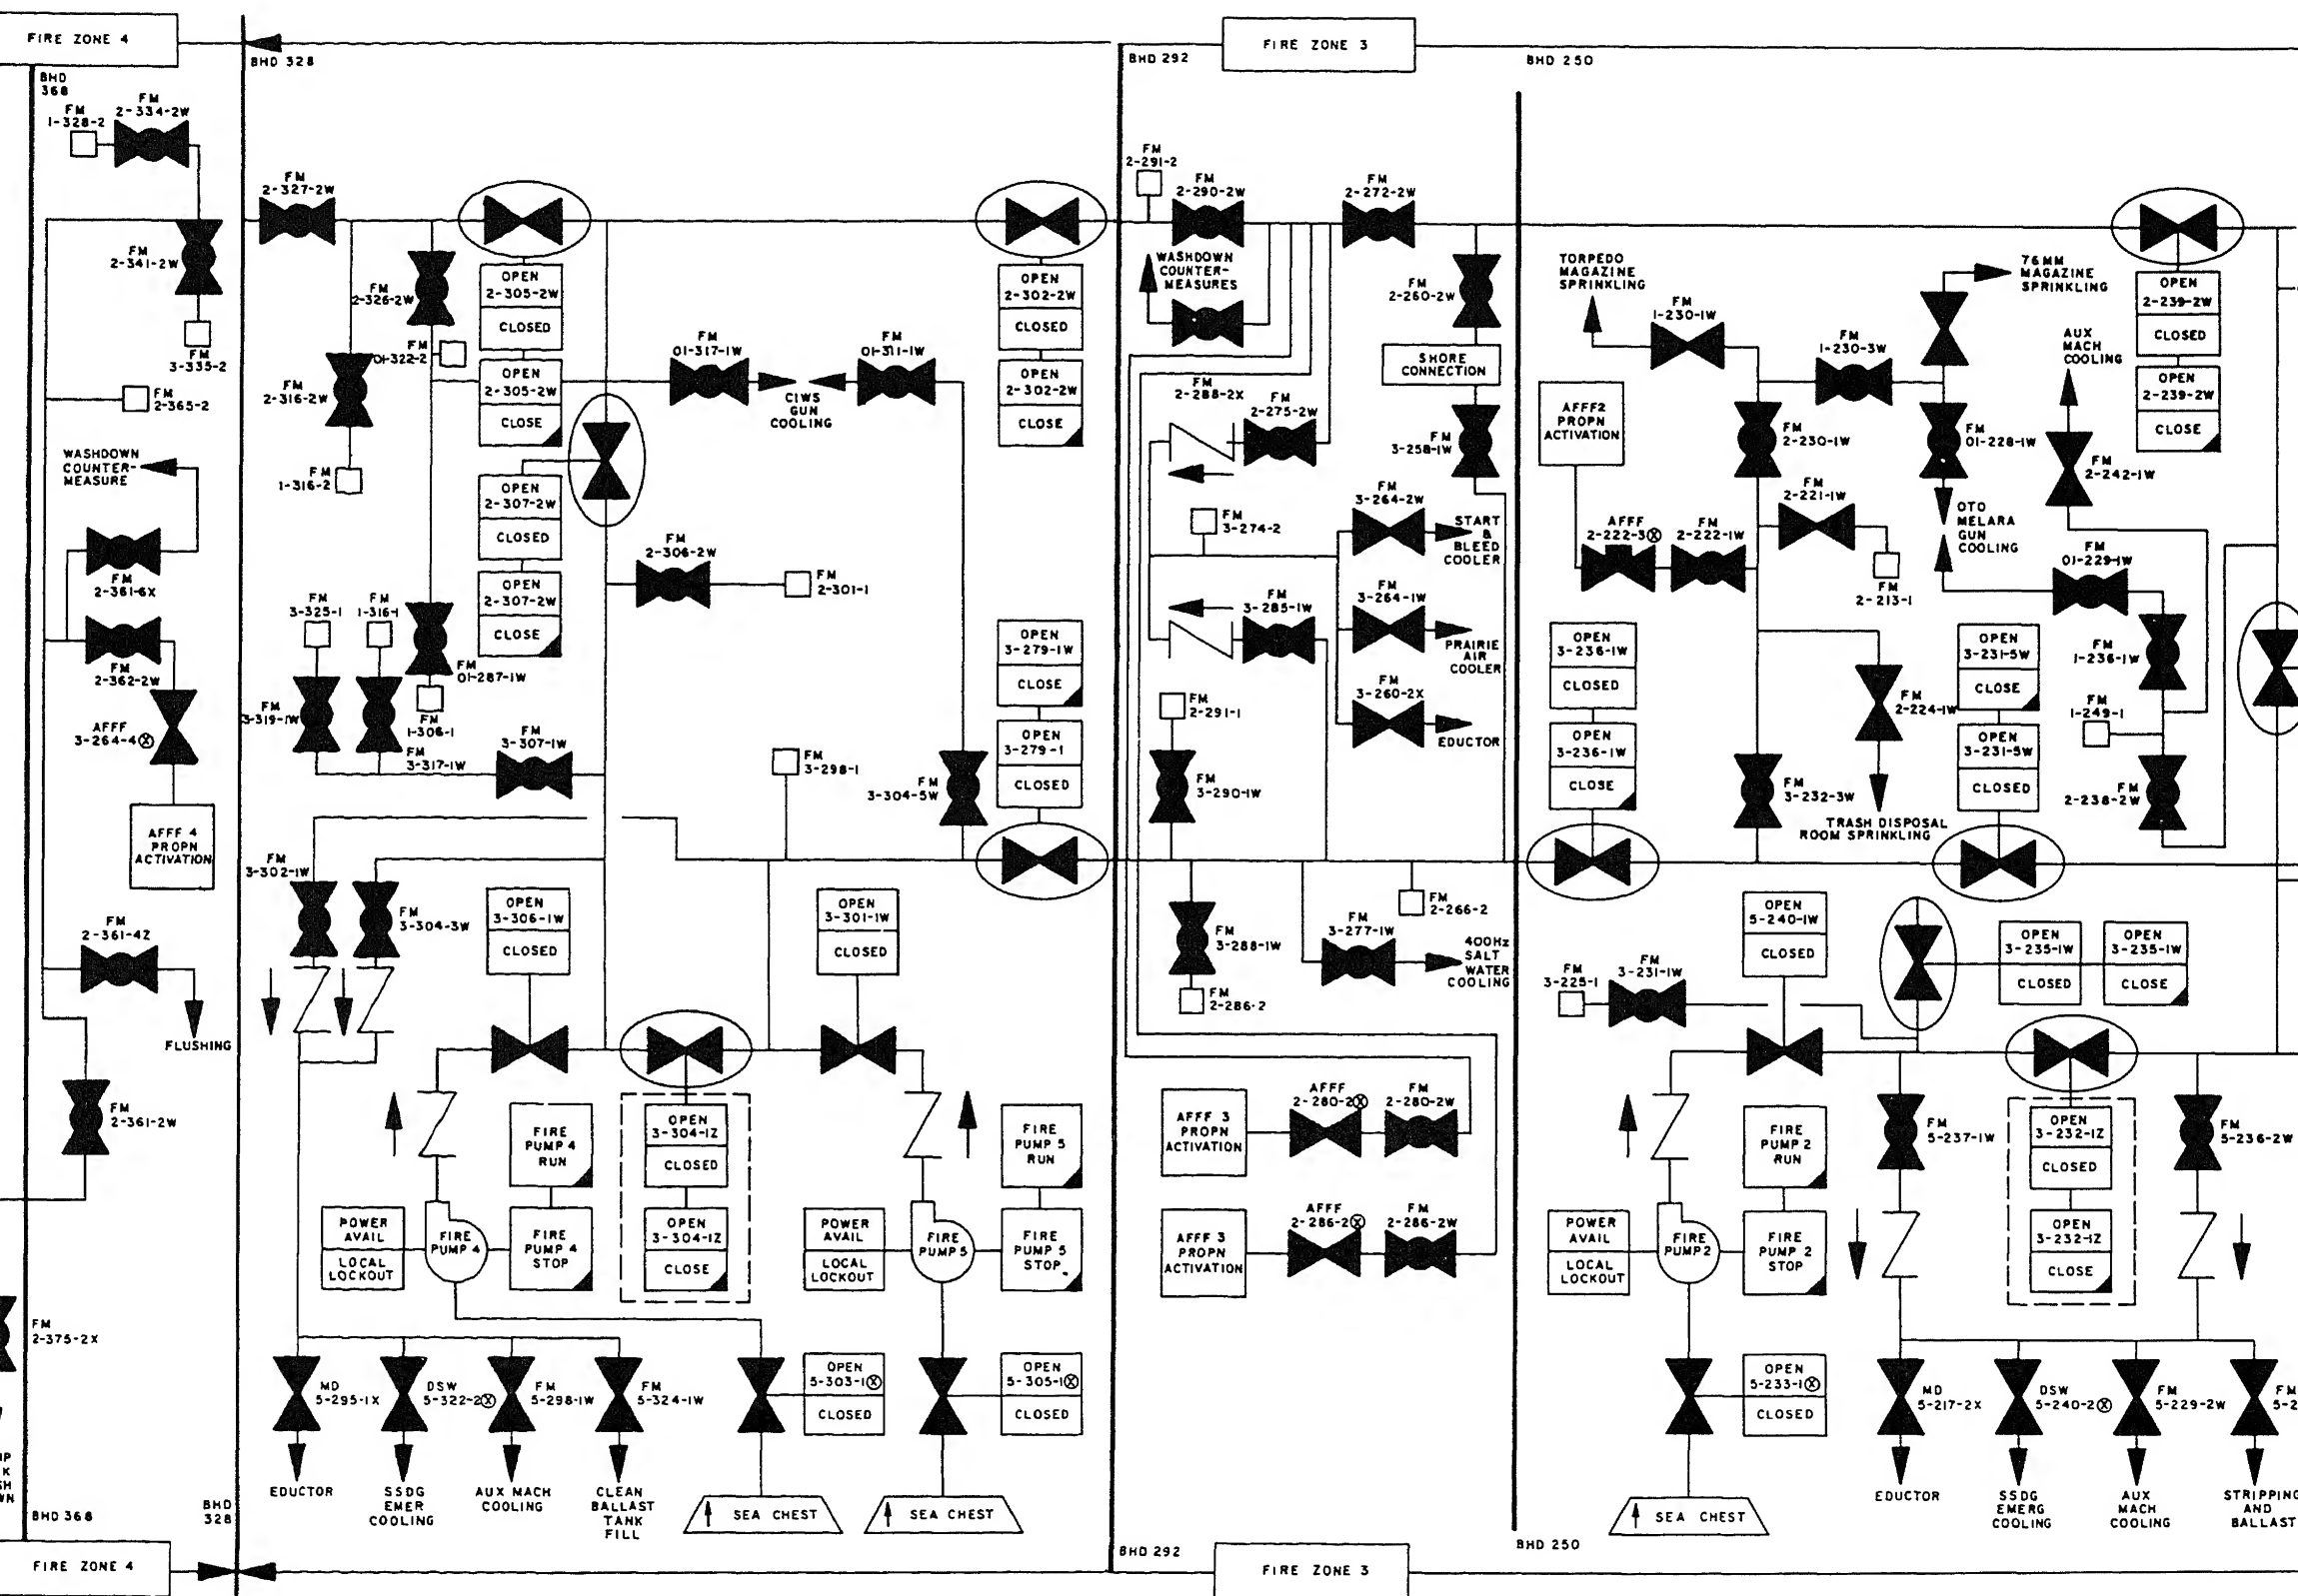 FIRE ZONE 4
BHD
368
FM
1-328-2
FM
2-334-2W
FM
2-341-2W
FM
3-335-2
FM
2-365-2
WASHDOWN
COUNTER-
MEASURE
FM
2-361-6X
FM
2-362-2W
AFFF
3-264-4Ⓧ
AFFF 4
PROPN
ACTIVATION
FM
2-361-4Z
FLUSHING
FM
2-361-2W
FM
2-375-2X
BHD 368
FIRE ZONE 4
BHD
328
BHD 328
FM
2-327-2W
FM
2-326-2W
FM
01-322-2
FM
2-316-2W
FM
1-316-2
OPEN
2-305-2W
CLOSED
OPEN
2-305-2W
CLOSE
OPEN
2-307-2W
CLOSED
OPEN
2-307-2W
CLOSE
FM
01-317-1W
FM
01-311-1W
CIWS
GUN
COOLING
OPEN
2-302-2W
CLOSED
OPEN
2-302-2W
CLOSE
FM
2-306-2W
FM
2-301-1
FM
3-325-1
FM
1-316-1
FM
01-287-1W
FM
3-319-1W
FM
1-306-1
FM
3-317-1W
FM
3-307-1W
FM
3-298-1
FM
3-304-5W
OPEN
3-279-1W
CLOSE
OPEN
3-279-1
CLOSED
FM
3-302-1W
FM
3-304-3W
OPEN
3-306-1W
CLOSED
OPEN
3-301-1W
CLOSED
FIRE
PUMP 4
RUN
FIRE
PUMP 4
STOP
POWER
AVAIL
LOCAL
LOCKOUT
FIRE
PUMP 4
OPEN
3-304-1Z
CLOSED
OPEN
3-304-1Z
CLOSE
POWER
AVAIL
LOCAL
LOCKOUT
FIRE
PUMP 5
FIRE
PUMP 5
RUN
FIRE
PUMP 5
STOP
MD
5-295-1X
DSW
5-322-2Ⓧ
FM
5-298-1W
FM
5-324-1W
OPEN
5-303-1Ⓧ
CLOSED
OPEN
5-305-1Ⓧ
CLOSED
EDUCTOR
SSDG
EMER
COOLING
AUX MACH
COOLING
CLEAN
BALLAST
TANK
FILL
SEA CHEST
SEA CHEST
BHD 292
FIRE ZONE 3
FM
2-291-2
FM
2-290-2W
FM
2-272-2W
WASHDOWN
COUNTER-
MEASURES
FM
2-260-2W
SHORE
CONNECTION
FM
3-258-1W
FM
2-288-2X
FM
2-275-2W
FM
3-274-2
FM
3-264-2W
START
&
BLEED
COOLER
FM
3-285-1W
FM
3-264-1W
PRAIRIE
AIR
COOLER
FM
2-291-1
FM
3-260-2X
EDUCTOR
FM
3-290-1W
FM
2-266-2
FM
3-288-1W
FM
3-277-1W
400HZ
SALT
WATER
COOLING
FM
2-286-2
AFFF 3
PROPN
ACTIVATION
AFFF
2-280-2Ⓧ
FM
2-280-2W
AFFF 3
PROPN
ACTIVATION
AFFF
2-286-2Ⓧ
FM
2-286-2W
BHD 292
FIRE ZONE 3
BHD 250
TORPEDO
MAGAZINE
SPRINKLING
FM
1-230-1W
76MM
MAGAZINE
SPRINKLING
FM
1-230-3W
AUX
MACH
COOLING
OPEN
2-239-2W
CLOSED
OPEN
2-239-2W
CLOSE
AFFF2
PROPN
ACTIVATION
FM
2-230-1W
FM
01-228-1W
FM
2-242-1W
FM
2-221-1W
AFFF
2-222-3Ⓧ
FM
2-222-1W
OTO
MELARA
GUN
COOLING
FM
01-229-1W
FM
2-213-1
OPEN
3-236-1W
CLOSED
OPEN
3-236-1W
CLOSE
FM
2-224-1W
OPEN
3-231-5W
CLOSE
OPEN
3-231-5W
CLOSED
FM
1-236-1W
FM
1-249-1
FM
3-232-3W
FM
2-238-2W
TRASH DISPOSAL
ROOM SPRINKLING
OPEN
5-240-1W
CLOSED
FM
3-225-1
FM
3-231-1W
OPEN
3-235-1W
CLOSED
OPEN
3-235-1W
CLOSE
FIRE
PUMP 2
RUN
FIRE
PUMP 2
STOP
POWER
AVAIL
LOCAL
LOCKOUT
FIRE
PUMP2
FM
5-237-1W
OPEN
3-232-1Z
CLOSED
OPEN
3-232-1Z
CLOSE
FM
5-236-2W
OPEN
5-233-1Ⓧ
CLOSED
MD
5-217-2X
DSW
5-240-2Ⓧ
FM
5-229-2W
FM
SEA CHEST
EDUCTOR
SSDG
EMERG
COOLING
AUX
MACH
COOLING
STRIPPING
AND
BALLAST
BHD 250